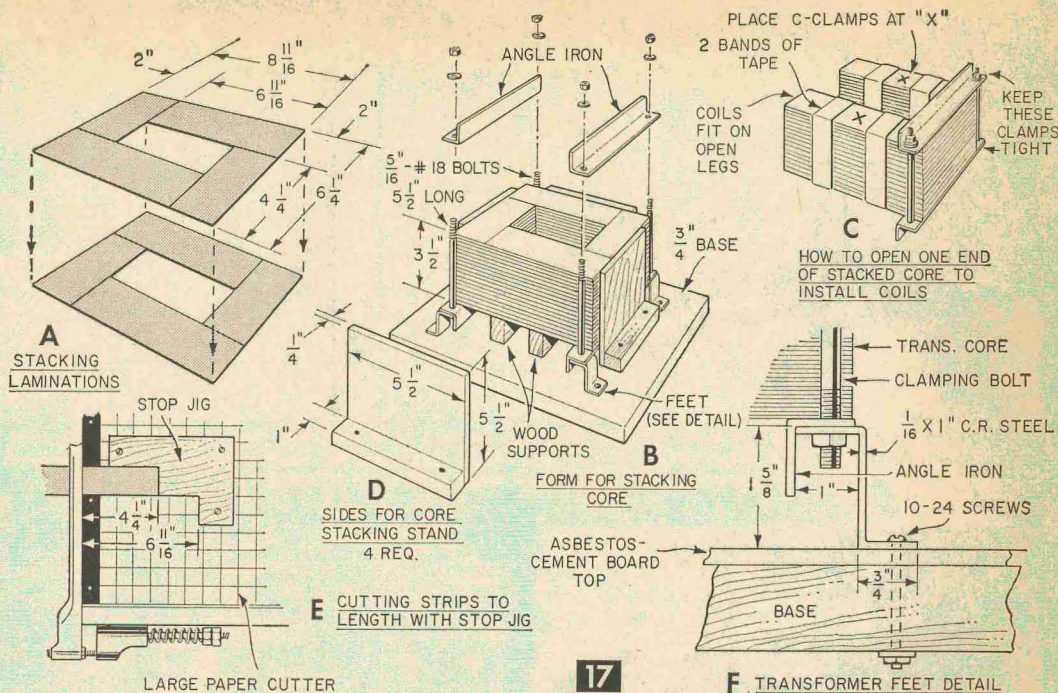 2"
8 11/16
6 11/16
2"
4 1/4"
6 1/4"
A
STACKING
LAMINATIONS
ANGLE IRON
5/16" - #18 BOLTS
5 1/2" LONG
3 1/2"
3/4" BASE
FEET
(SEE DETAIL)
WOOD
SUPPORTS
B
FORM FOR STACKING
CORE
PLACE C-CLAMPS AT "X"
2 BANDS OF
TAPE
X
X
COILS
FIT ON
OPEN
LEGS
KEEP
THESE
CLAMPS
TIGHT
C
HOW TO OPEN ONE END
OF STACKED CORE TO
INSTALL COILS
1/4"
5 1/2"
5 1/2"
1"
D
SIDES FOR CORE
STACKING STAND
4 REQ.
STOP JIG
4 1/4"
6 11/16"
E CUTTING STRIPS TO
LENGTH WITH STOP JIG
LARGE PAPER CUTTER
17
TRANS. CORE
CLAMPING BOLT
1/16 X 1" C.R. STEEL
ANGLE IRON
1 5/8"
1"
10-24 SCREWS
ASBESTOS-
CEMENT BOARD
TOP
3/4"
BASE
F TRANSFORMER FEET DETAIL